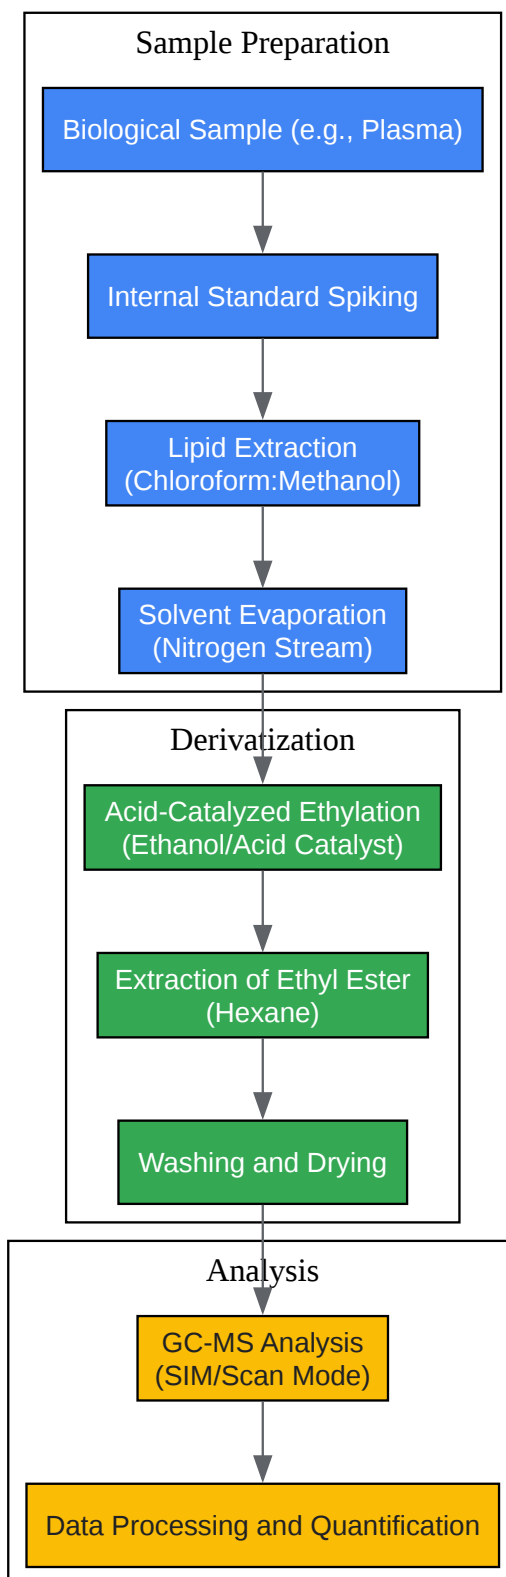 Sample Preparation
Biological Sample (e.g., Plasma)
Internal Standard Spiking
Lipid Extraction
(Chloroform:Methanol)
Solvent Evaporation
(Nitrogen Stream)
Derivatization
Acid-Catalyzed Ethylation
(Ethanol/Acid Catalyst)
Extraction of Ethyl Ester
(Hexane)
Washing and Drying
Analysis
GC-MS Analysis
(SIM/Scan Mode)
Data Processing and Quantification